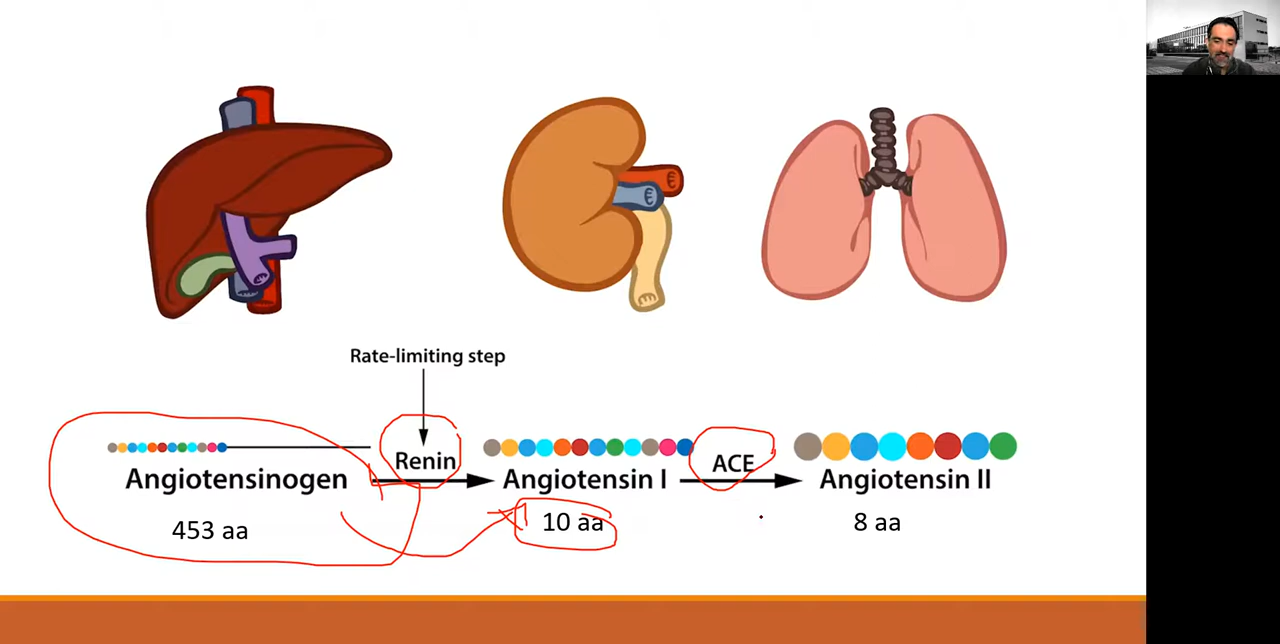 Rate-limiting step
Renin
ACE
Angiotensinogen
Angiotensin I
Angiotensin II
453 aa
10 aa
8 aa